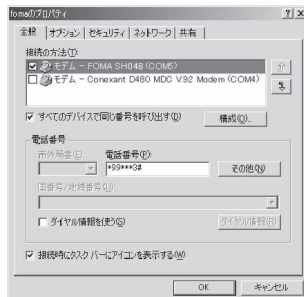 fomaのプロパティ
全般 オプション セキュリティ ネットワーク 共有
接続の方法(T):
モデム - FOMA SH04B (COM5)
モデム - Conexant D480 MDC V.92 Modem (COM4)
すべてのデバイスで同じ番号を呼び出す(D) 構成(O)...
電話番号
市外局番(E): 電話番号(P):
*99***3# その他(N)
国番号/地域番号(U):
ダイヤル情報を使う(S) ダイヤル情報(R)
接続時にタスク バーにアイコンを表示する(W)
OK キャンセル